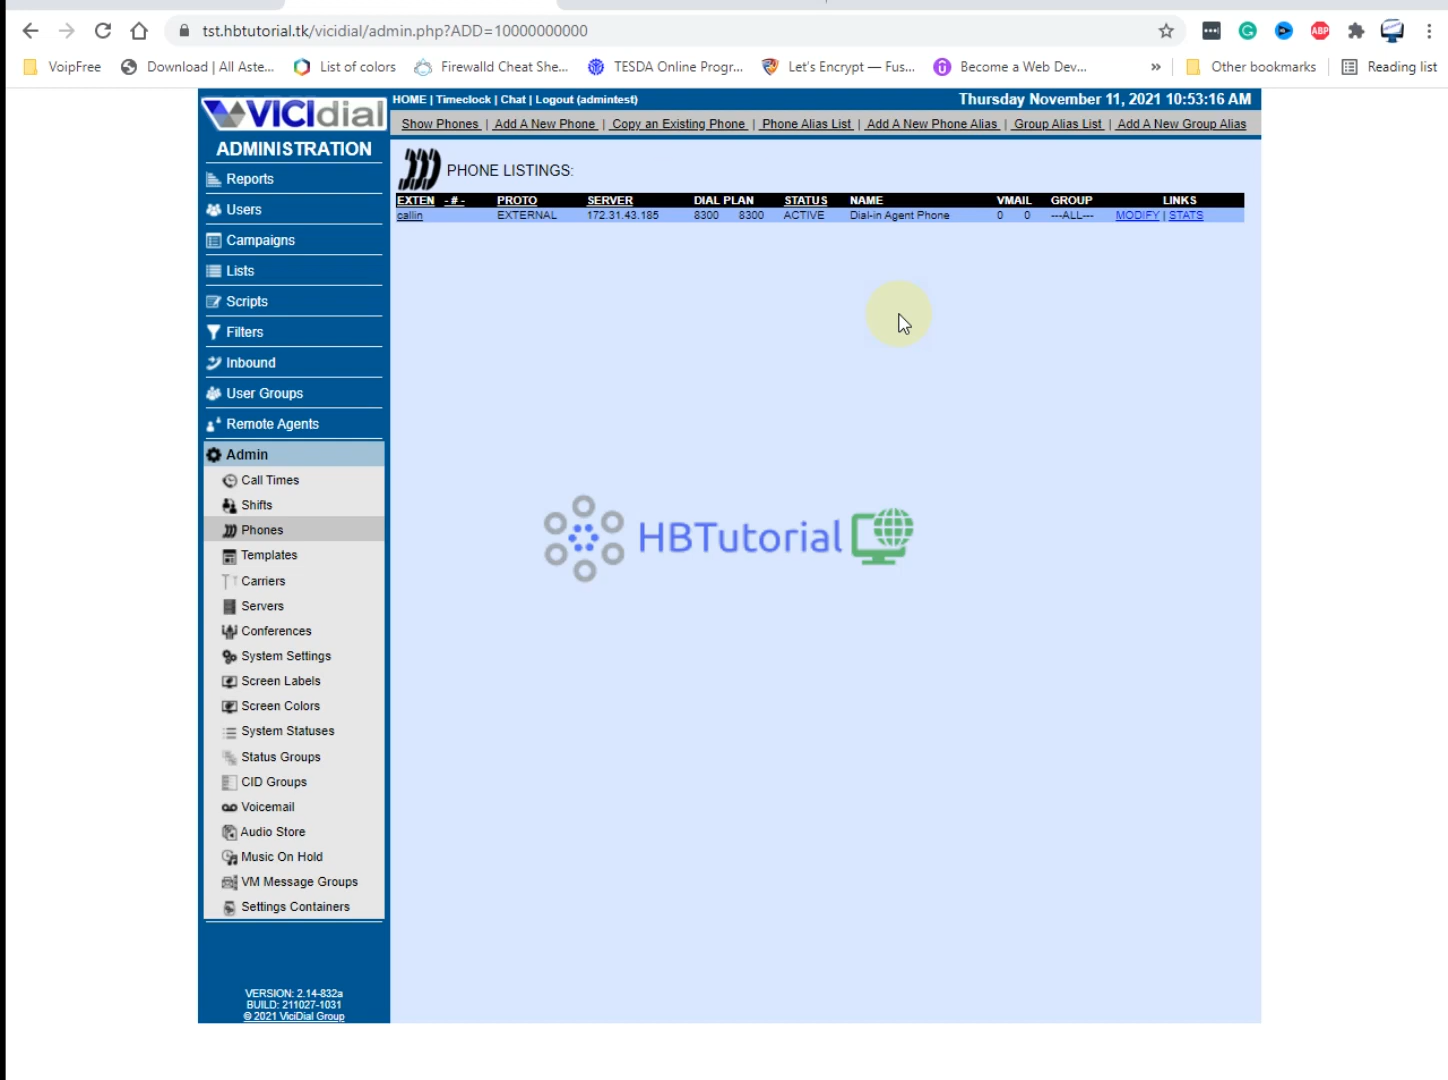 tst.hbtutorial.tk/vicidial/admin.php?ADD=10000000000
ABP
VoipFree Download | All Aste... List of colors Firewalld Cheat She... TESDA Online Progr... Let's Encrypt — Fus... Become a Web Dev... » Other bookmarks Reading list
VICIdial
HOME | Timeclock | Chat | Logout (admintest) Thursday November 11, 2021 10:53:16 AM
Show Phones | Add A New Phone | Copy an Existing Phone | Phone Alias List | Add A New Phone Alias | Group Alias List | Add A New Group Alias
ADMINISTRATION
PHONE LISTINGS:
EXTEN - # - PROTO SERVER DIAL PLAN STATUS NAME VMAIL GROUP LINKS
callin EXTERNAL 172.31.43.185 8300 8300 ACTIVE Dial-in Agent Phone 0 0 ---ALL--- MODIFY | STATS
Reports
Users
Campaigns
Lists
Scripts
Filters
Inbound
User Groups
Remote Agents
Admin
Call Times
Shifts
Phones
Templates
Carriers
Servers
Conferences
System Settings
Screen Labels
Screen Colors
System Statuses
Status Groups
CID Groups
Voicemail
Audio Store
Music On Hold
VM Message Groups
Settings Containers
HBTutorial
VERSION: 2.14-832a
BUILD: 211027-1031
© 2021 ViciDial Group